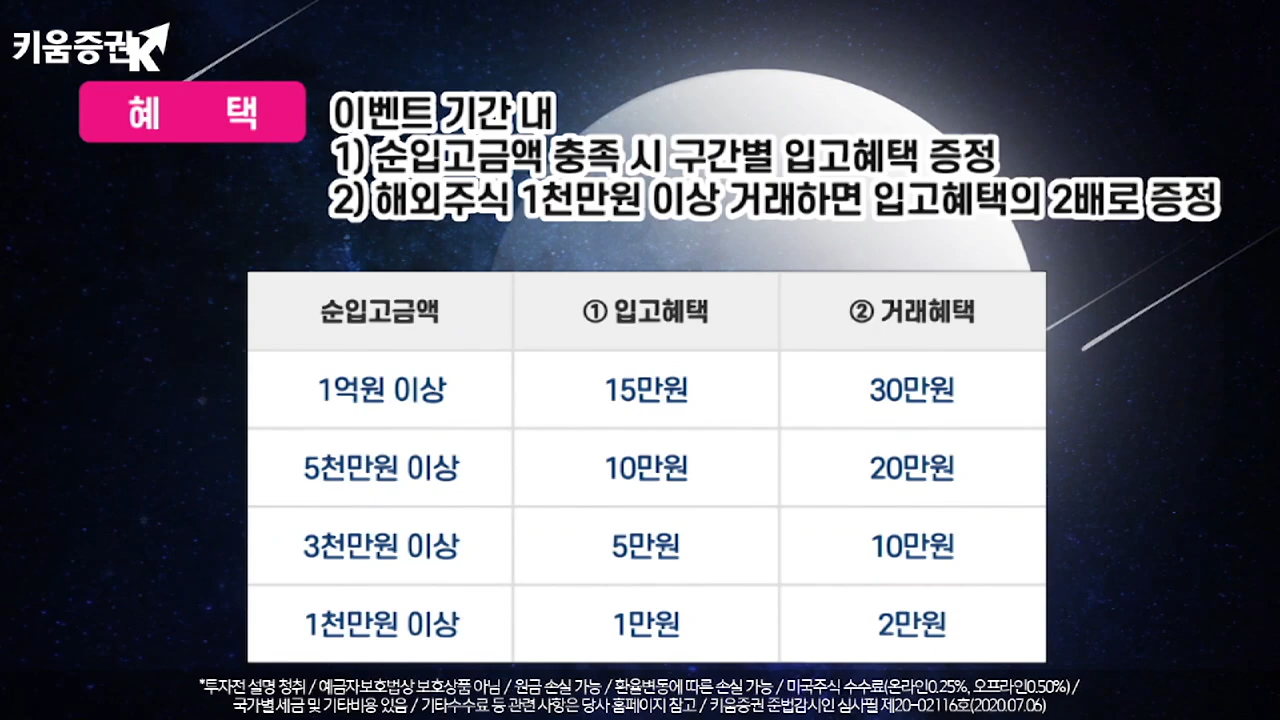 키움증권
혜 택
이벤트 기간 내
1) 순입고금액 충족 시 구간별 입고혜택 증정
2) 해외주식 1천만원 이상 거래하면 입고혜택의 2배로 증정
순입고금액 ① 입고혜택 ② 거래혜택
1억원 이상 15만원 30만원
5천만원 이상 10만원 20만원
3천만원 이상 5만원 10만원
1천만원 이상 1만원 2만원
*투자전 설명 청취 / 예금자보호법상 보호상품 아님 / 원금 손실 가능 / 환율변동에 따른 손실 가능 / 미국주식 수수료(온라인0.25%, 오프라인0.50%) /
국가별 세금 및 기타비용 있음 / 기타수수료 등 관련 사항은 당사 홈페이지 참고 / 키움증권 준법감시인 심사필 제20-02116호(2020.07.06)